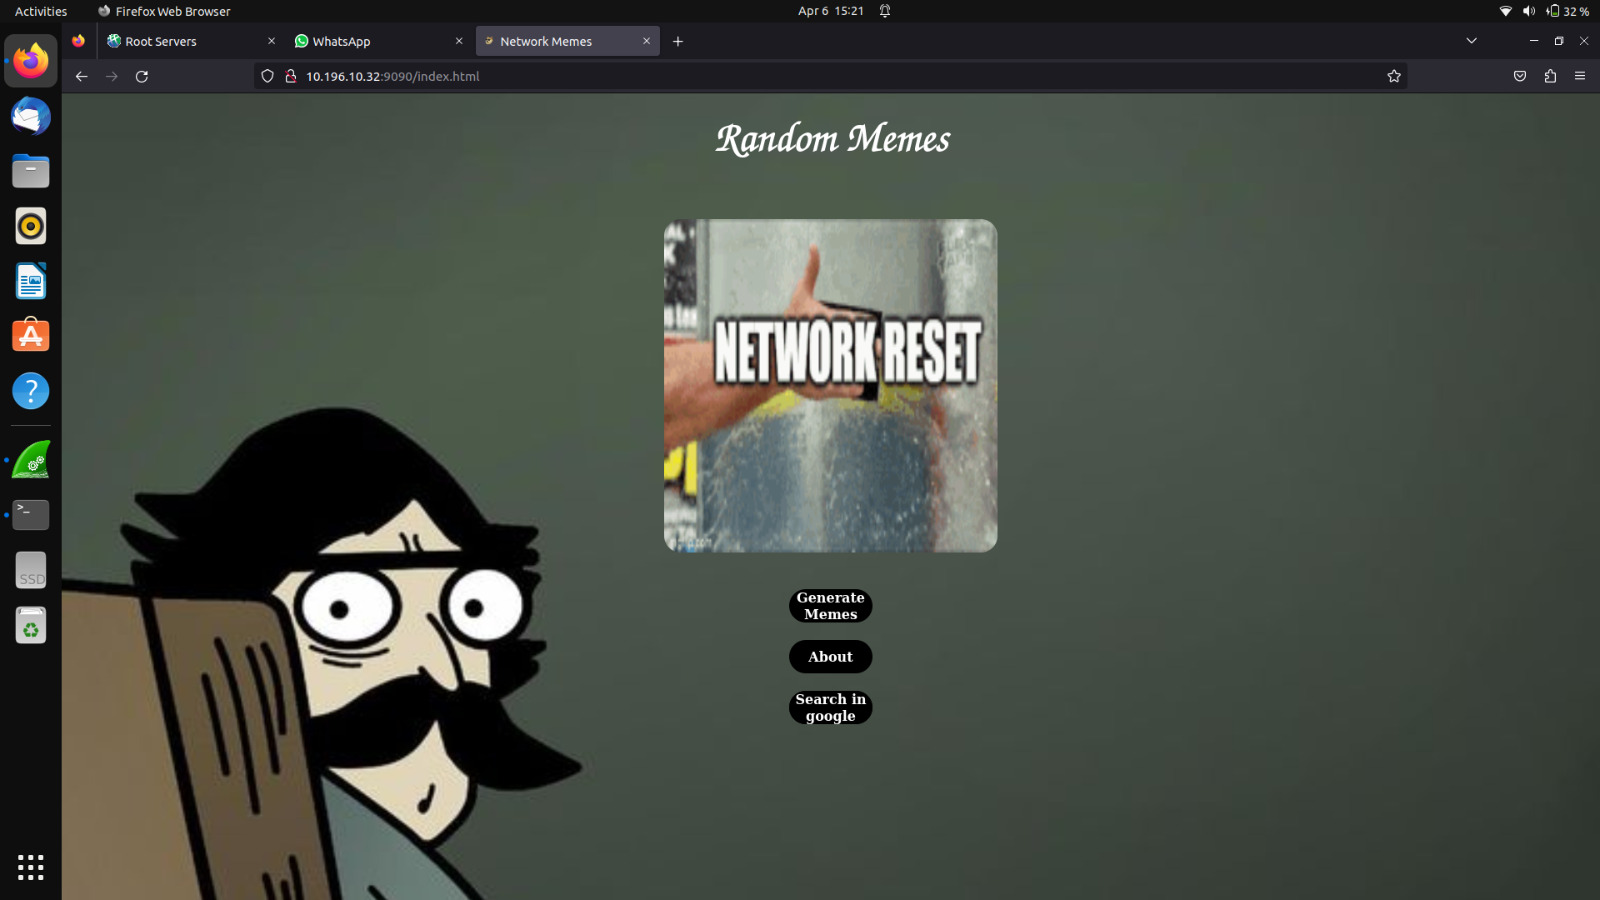 Activities
Firefox Web Browser
Apr 6 15:21
32 %
Root Servers
WhatsApp
Network Memes
10.196.10.32:9090/index.html
Random Memes
NETWORK RESET
Generate
Memes
About
Search in
google
>_
?
SSD